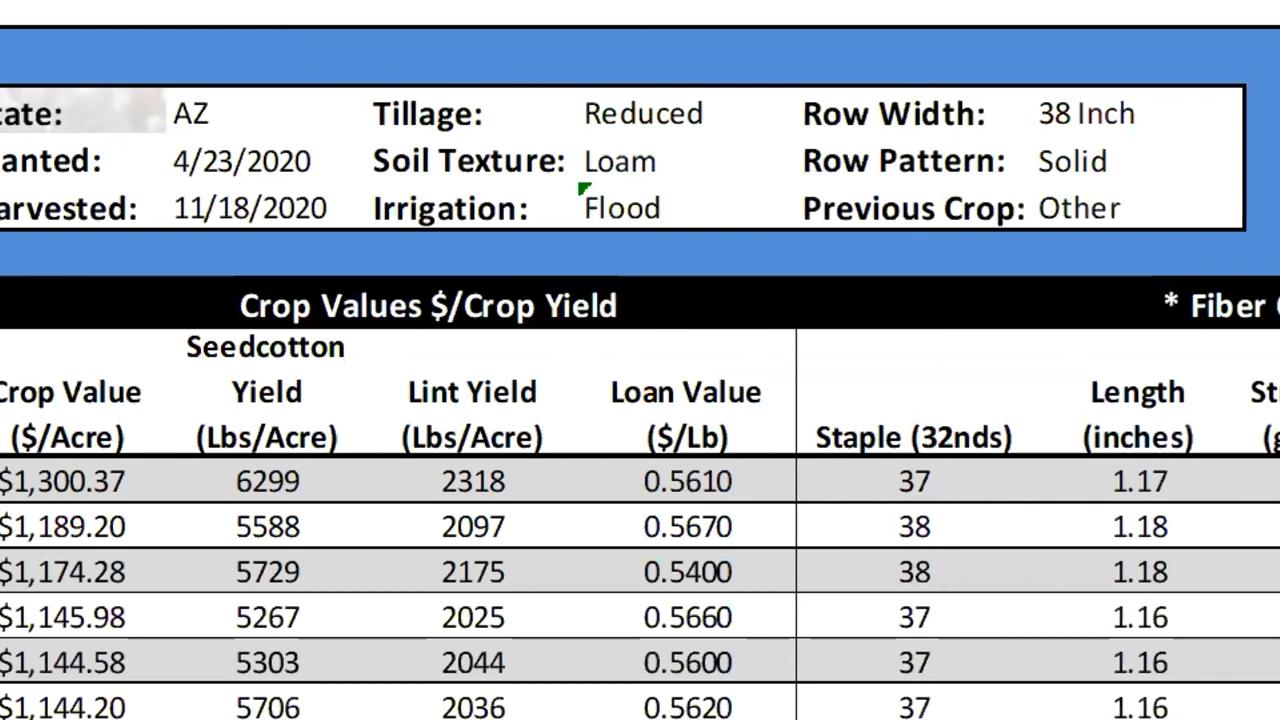 tate: AZ Tillage: Reduced Row Width: 38 Inch
anted: 4/23/2020 Soil Texture: Loam Row Pattern: Solid
arvested: 11/18/2020 Irrigation: Flood Previous Crop: Other
Crop Values $/Crop Yield * Fiber
Seedcotton
Crop Value Yield Lint Yield Loan Value Length St
($/Acre) (Lbs/Acre) (Lbs/Acre) ($/Lb) Staple (32nds) (inches) (g
$1,300.37 6299 2318 0.5610 37 1.17
$1,189.20 5588 2097 0.5670 38 1.18
$1,174.28 5729 2175 0.5400 38 1.18
$1,145.98 5267 2025 0.5660 37 1.16
$1,144.58 5303 2044 0.5600 37 1.16
$1,144.20 5706 2036 0.5620 37 1.16